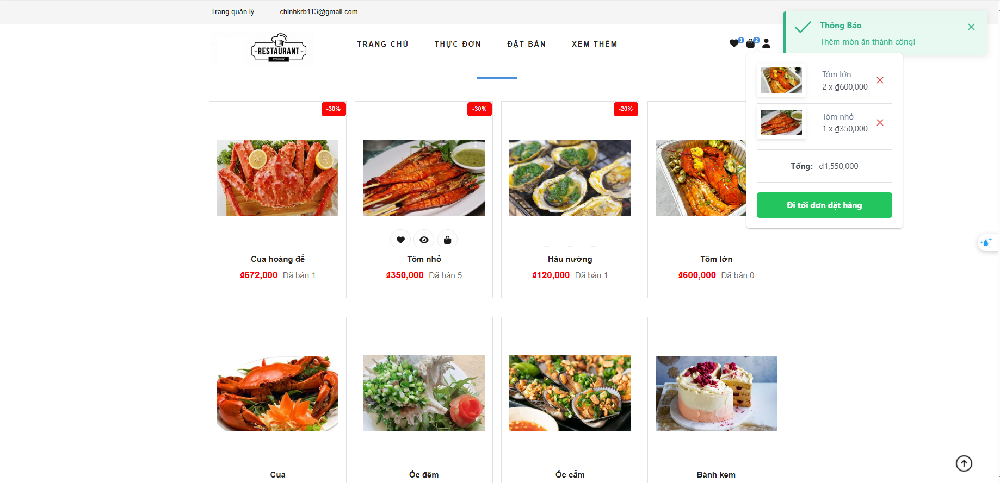 Trang quản lý
chinhkrb113@gmail.com
Thông Báo
Thêm món ăn thành công!
-RESTAURANT-
FOOD & DRINK
TRANG CHỦ
THỰC ĐƠN
ĐẶT BÀN
XEM THÊM
3
2
Tôm lớn
2 x ₫600,000
Tôm nhỏ
1 x ₫350,000
Tổng: ₫1,550,000
Đi tới đơn đặt hàng
-30%
-30%
-20%
Cua hoàng đế
₫672,000 Đã bán 1
Tôm nhỏ
₫350,000 Đã bán 5
Hàu nướng
₫120,000 Đã bán 1
Tôm lớn
₫600,000 Đã bán 0
Cua
Ốc đêm
Ốc cẩm
Bánh kem